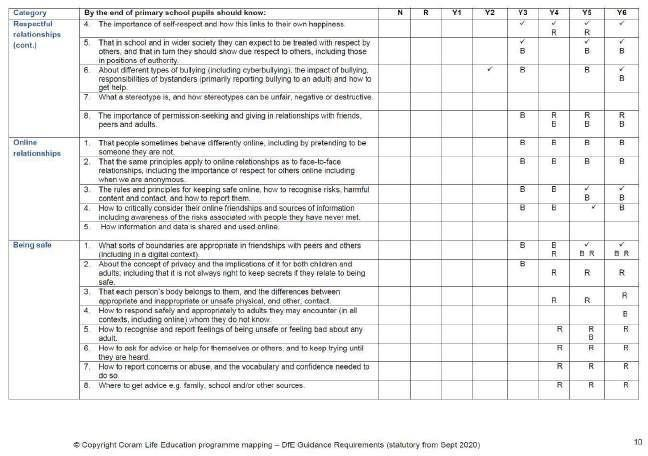 Category By the end of primary school pupils should know: N R Y1 Y2 Y3 Y4 Y5 Y6
Respectful relationships (cont.)
4. The importance of self-respect and how this links to their own happiness. ✓ ✓ ✓ ✓
R R
5. That in school and in wider society they can expect to be treated with respect by ✓ ✓ ✓
others, and that in turn they should show due respect to others, including those B B B
in positions of authority.
6. About different types of bullying (including cyberbullying), the impact of bullying, ✓ B B ✓
responsibilities of bystanders (primarily reporting bullying to an adult) and how to B
get help.
7. What a stereotype is, and how stereotypes can be unfair, negative or destructive.
8. The importance of permission-seeking and giving in relationships with friends, B R R R
peers and adults. B B B
Online relationships
1. That people sometimes behave differently online, including by pretending to be B B B B
someone they are not.
2. That the same principles apply to online relationships as to face-to-face B B B B
relationships, including the importance of respect for others online including
when we are anonymous.
3. The rules and principles for keeping safe online, how to recognise risks, harmful B B ✓ ✓
content and contact, and how to report them. B B
4. How to critically consider their online friendships and sources of information B B ✓ B
including awareness of the risks associated with people they have never met.
5. How information and data is shared and used online.
Being safe
1. What sorts of boundaries are appropriate in friendships with peers and others B B ✓ ✓
(including in a digital context). R B R B R
2. About the concept of privacy and the implications of it for both children and B
adults; including that it is not always right to keep secrets if they relate to being R R R
safe.
3. That each person's body belongs to them, and the differences between R
appropriate and inappropriate or unsafe physical, and other, contact. R R
4. How to respond safely and appropriately to adults they may encounter (in all B
contexts, including online) whom they do not know.
5. How to recognise and report feelings of being unsafe or feeling bad about any R R R
adult. B
6. How to ask for advice or help for themselves or others, and to keep trying until R R R
they are heard.
7. How to report concerns or abuse, and the vocabulary and confidence needed to R R R
do so.
8. Where to get advice e.g. family, school and/or other sources. R R R
© Copyright Coram Life Education programme mapping – DfE Guidance Requirements (statutory from Sept 2020) 10